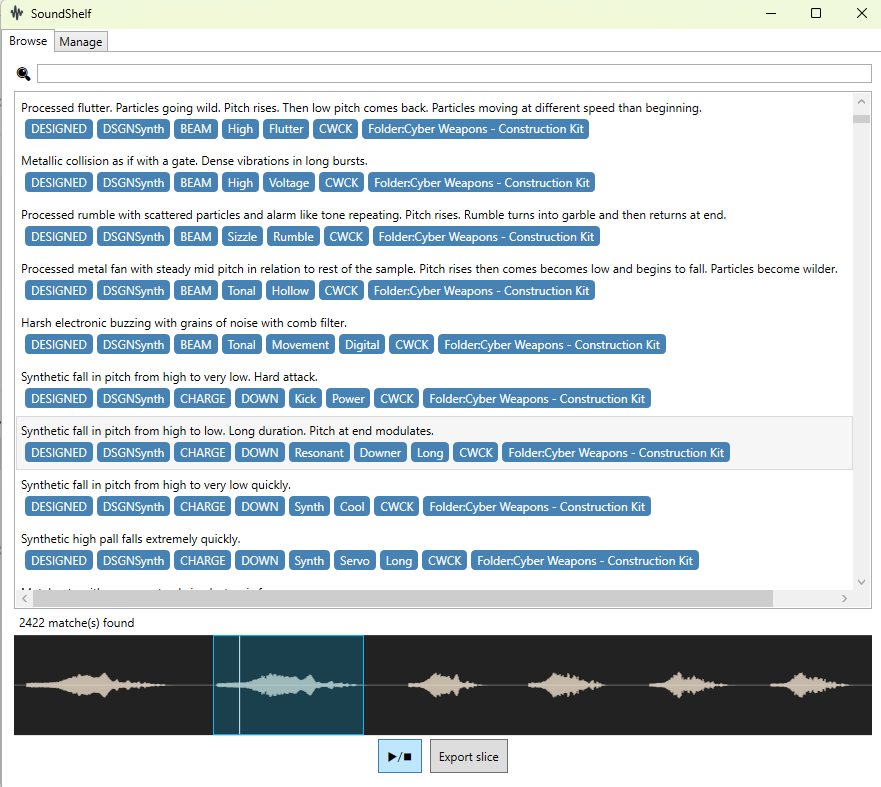 SoundShelf
Browse Manage
Processed flutter. Particles going wild. Pitch rises. Then low pitch comes back. Particles moving at different speed than beginning.
DESIGNED DSGNSynth BEAM High Flutter CWCK Folder:Cyber Weapons - Construction Kit
Metallic collision as if with a gate. Dense vibrations in long bursts.
DESIGNED DSGNSynth BEAM High Voltage CWCK Folder:Cyber Weapons - Construction Kit
Processed rumble with scattered particles and alarm like tone repeating. Pitch rises. Rumble turns into garble and then returns at end.
DESIGNED DSGNSynth BEAM Sizzle Rumble CWCK Folder:Cyber Weapons - Construction Kit
Processed metal fan with steady mid pitch in relation to rest of the sample. Pitch rises then comes becomes low and begins to fall. Particles become wilder.
DESIGNED DSGNSynth BEAM Tonal Hollow CWCK Folder:Cyber Weapons - Construction Kit
Harsh electronic buzzing with grains of noise with comb filter.
DESIGNED DSGNSynth BEAM Tonal Movement Digital CWCK Folder:Cyber Weapons - Construction Kit
Synthetic fall in pitch from high to very low. Hard attack.
DESIGNED DSGNSynth CHARGE DOWN Kick Power CWCK Folder:Cyber Weapons - Construction Kit
Synthetic fall in pitch from high to low. Long duration. Pitch at end modulates.
DESIGNED DSGNSynth CHARGE DOWN Resonant Downer Long CWCK Folder:Cyber Weapons - Construction Kit
Synthetic fall in pitch from high to very low quickly.
DESIGNED DSGNSynth CHARGE DOWN Synth Cool CWCK Folder:Cyber Weapons - Construction Kit
Synthetic high pall falls extremely quickly.
DESIGNED DSGNSynth CHARGE DOWN Synth Servo Long CWCK Folder:Cyber Weapons - Construction Kit
2422 matche(s) found
Export slice